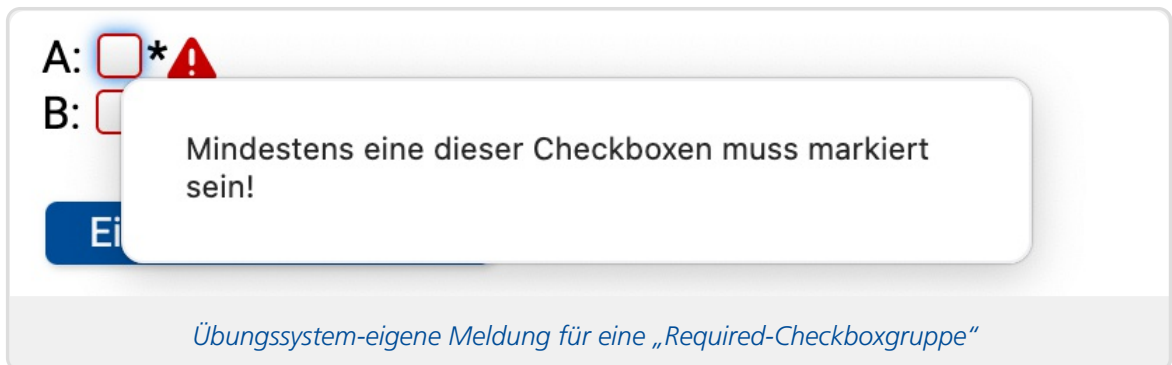 A: *
B:
Mindestens eine dieser Checkboxen muss markiert
sein!
Ei
Übungssystem-eigene Meldung für eine „Required-Checkboxgruppe“